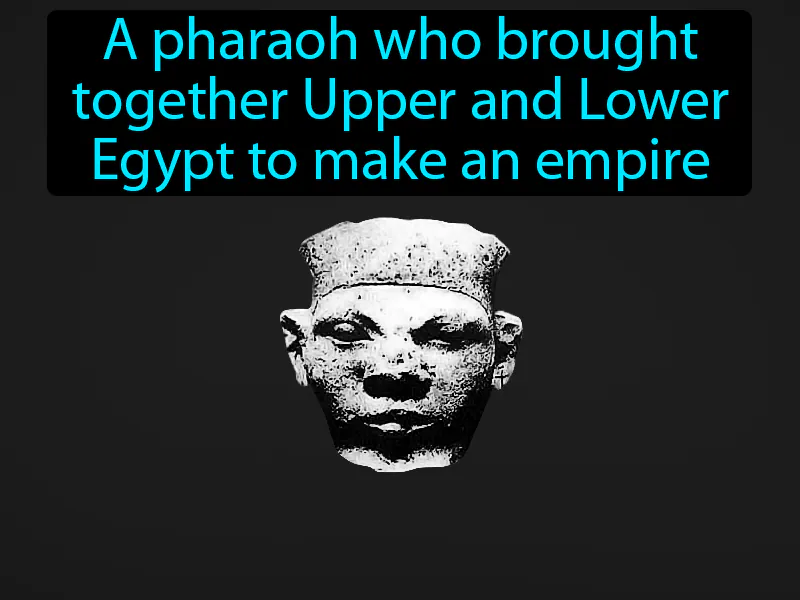 A pharaoh who brought
together Upper and Lower
Egypt to make an empire